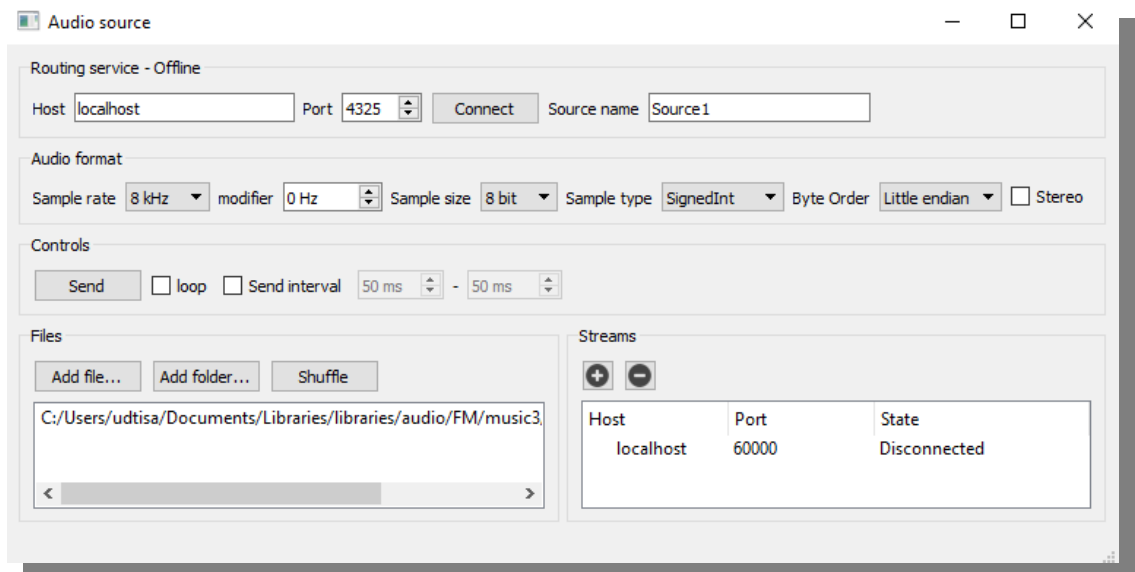 Audio source
Routing service - Offline
Host localhost Port 4325 Connect Source name Source1
Audio format
Sample rate 8 kHz modifier 0 Hz Sample size 8 bit Sample type SignedInt Byte Order Little endian Stereo
Controls
Send loop Send interval 50 ms - 50 ms
Files
Add file... Add folder... Shuffle
C:/Users/udtisa/Documents/Libraries/libraries/audio/FM/music3
Streams
Host Port State
localhost 60000 Disconnected